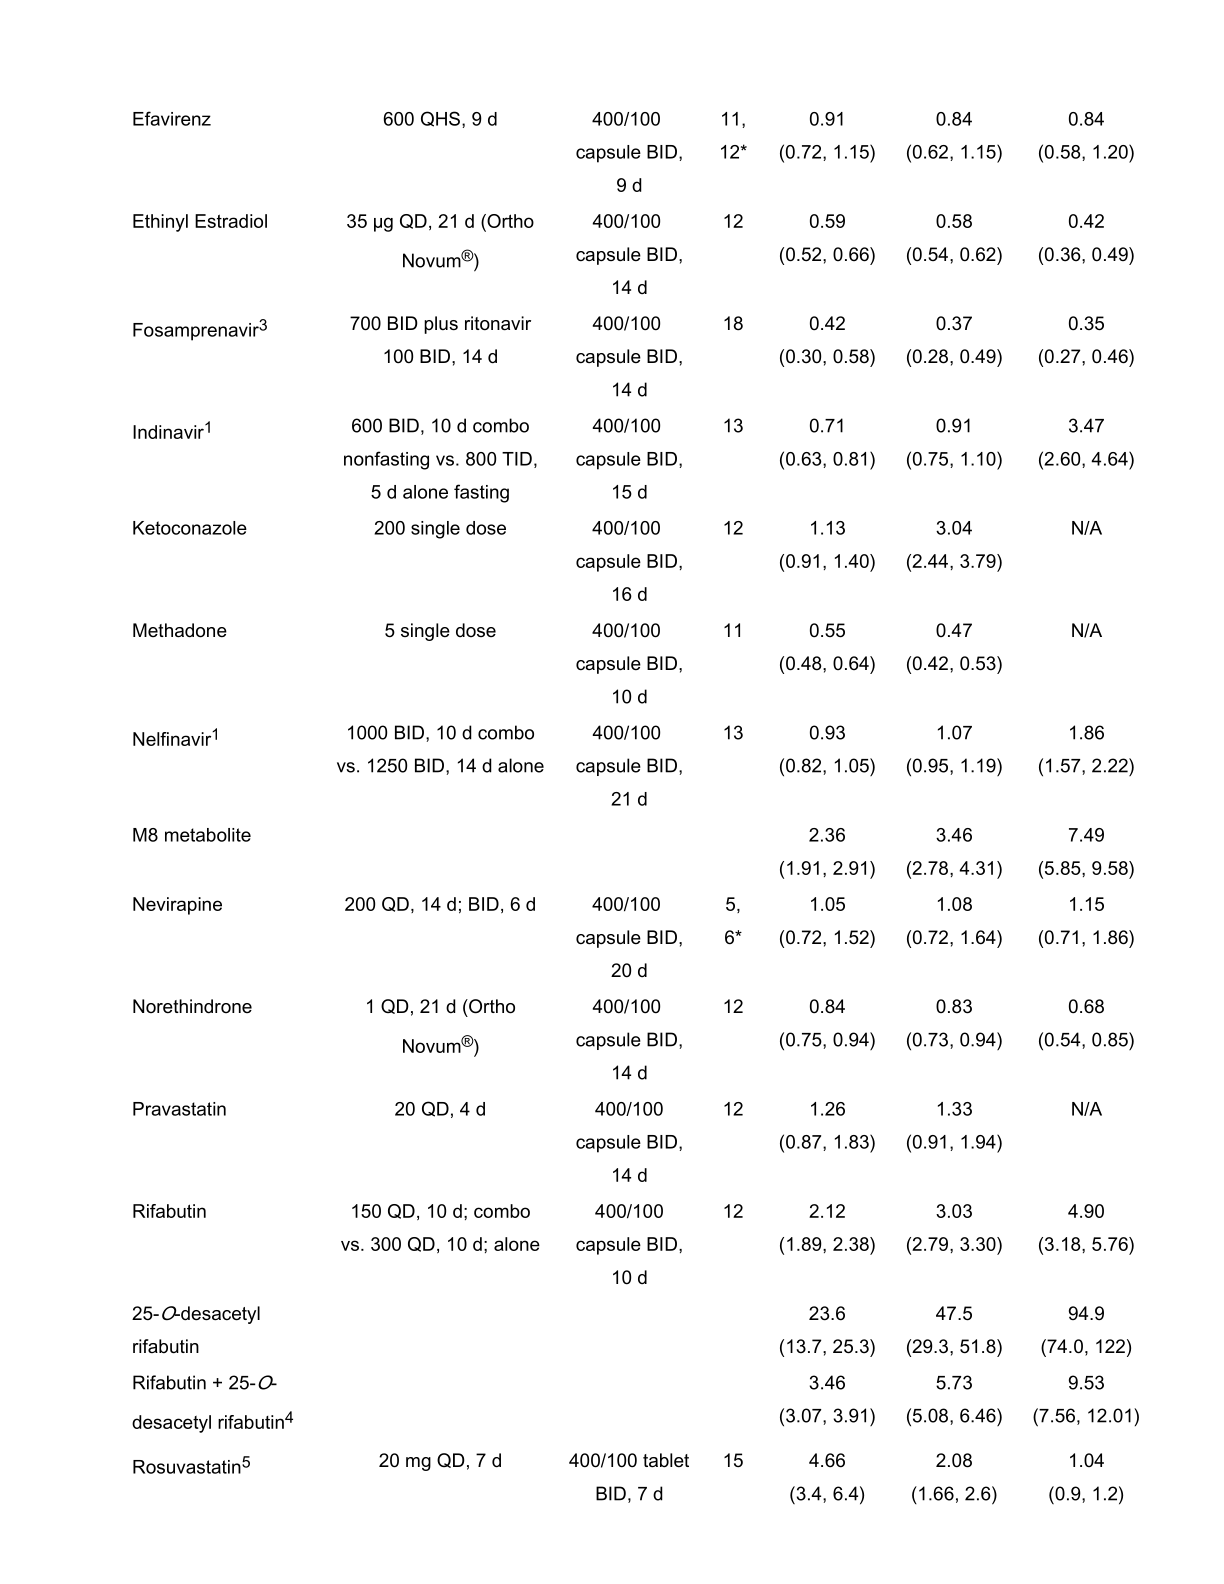 Efavirenz 600 QHS, 9 d 400/100 11, 0.91 0.84 0.84
capsule BID, 12* (0.72, 1.15) (0.62, 1.15) (0.58, 1.20)
9 d
Ethinyl Estradiol 35 µg QD, 21 d (Ortho 400/100 12 0.59 0.58 0.42
Novum®) capsule BID, (0.52, 0.66) (0.54, 0.62) (0.36, 0.49)
14 d
Fosamprenavir3 700 BID plus ritonavir 400/100 18 0.42 0.37 0.35
100 BID, 14 d capsule BID, (0.30, 0.58) (0.28, 0.49) (0.27, 0.46)
14 d
Indinavir1 600 BID, 10 d combo 400/100 13 0.71 0.91 3.47
nonfasting vs. 800 TID, capsule BID, (0.63, 0.81) (0.75, 1.10) (2.60, 4.64)
5 d alone fasting 15 d
Ketoconazole 200 single dose 400/100 12 1.13 3.04 N/A
capsule BID, (0.91, 1.40) (2.44, 3.79)
16 d
Methadone 5 single dose 400/100 11 0.55 0.47 N/A
capsule BID, (0.48, 0.64) (0.42, 0.53)
10 d
Nelfinavir1 1000 BID, 10 d combo 400/100 13 0.93 1.07 1.86
vs. 1250 BID, 14 d alone capsule BID, (0.82, 1.05) (0.95, 1.19) (1.57, 2.22)
21 d
M8 metabolite 2.36 3.46 7.49
(1.91, 2.91) (2.78, 4.31) (5.85, 9.58)
Nevirapine 200 QD, 14 d; BID, 6 d 400/100 5, 1.05 1.08 1.15
capsule BID, 6* (0.72, 1.52) (0.72, 1.64) (0.71, 1.86)
20 d
Norethindrone 1 QD, 21 d (Ortho 400/100 12 0.84 0.83 0.68
Novum®) capsule BID, (0.75, 0.94) (0.73, 0.94) (0.54, 0.85)
14 d
Pravastatin 20 QD, 4 d 400/100 12 1.26 1.33 N/A
capsule BID, (0.87, 1.83) (0.91, 1.94)
14 d
Rifabutin 150 QD, 10 d; combo 400/100 12 2.12 3.03 4.90
vs. 300 QD, 10 d; alone capsule BID, (1.89, 2.38) (2.79, 3.30) (3.18, 5.76)
10 d
25-O-desacetyl 23.6 47.5 94.9
rifabutin (13.7, 25.3) (29.3, 51.8) (74.0, 122)
Rifabutin + 25-O- 3.46 5.73 9.53
desacetyl rifabutin4 (3.07, 3.91) (5.08, 6.46) (7.56, 12.01)
Rosuvastatin5 20 mg QD, 7 d 400/100 tablet 15 4.66 2.08 1.04
BID, 7 d (3.4, 6.4) (1.66, 2.6) (0.9, 1.2)